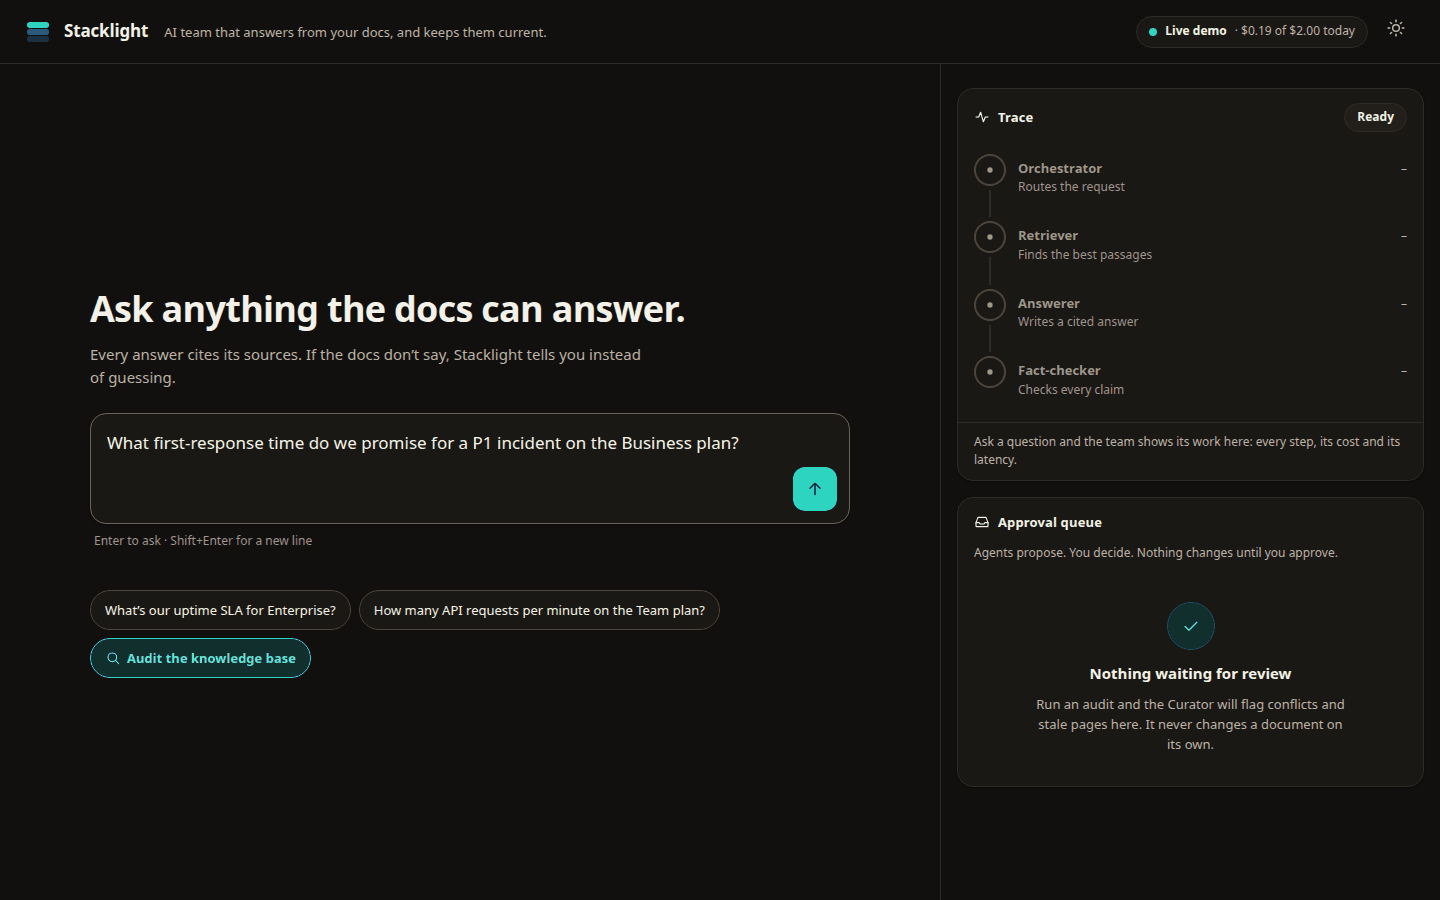 Stacklight
AI team that answers from your docs, and keeps them current.
Live demo · $0.19 of $2.00 today
Ask anything the docs can answer.
Every answer cites its sources. If the docs don’t say, Stacklight tells you instead
of guessing.
What first-response time do we promise for a P1 incident on the Business plan?
Enter to ask · Shift+Enter for a new line
What’s our uptime SLA for Enterprise?
How many API requests per minute on the Team plan?
Audit the knowledge base
Trace
Ready
Orchestrator –
Routes the request
Retriever –
Finds the best passages
Answerer –
Writes a cited answer
Fact-checker –
Checks every claim
Ask a question and the team shows its work here: every step, its cost and its
latency.
Approval queue
Agents propose. You decide. Nothing changes until you approve.
Nothing waiting for review
Run an audit and the Curator will flag conflicts and
stale pages here. It never changes a document on
its own.